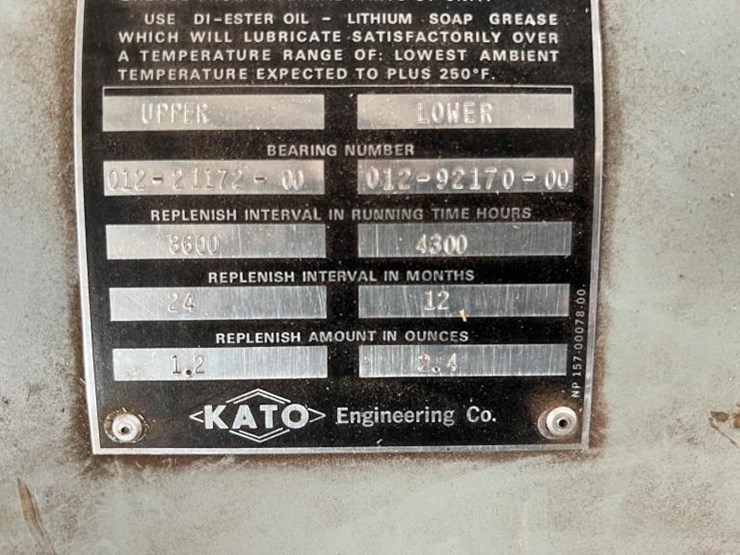 USE DI-ESTER OIL - LITHIUM SOAP GREASE
WHICH WILL LUBRICATE SATISFACTORILY OVER
A TEMPERATURE RANGE OF: LOWEST AMBIENT
TEMPERATURE EXPECTED TO PLUS 250°F.
UPPER LOWER
BEARING NUMBER
012-21172-00 012-92170-00
REPLENISH INTERVAL IN RUNNING TIME HOURS
8600 4300
REPLENISH INTERVAL IN MONTHS
24 12
REPLENISH AMOUNT IN OUNCES
1.2 2.4
KATO Engineering Co.
NP 157-00078-00.